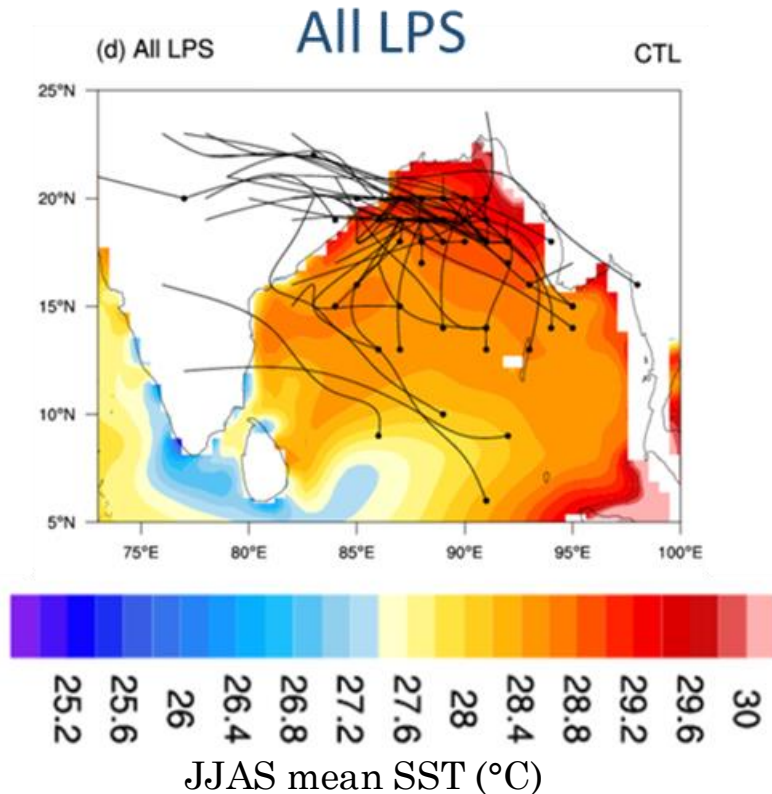 All LPS
(d) All LPS
CTL
25°N
20°N
15°N
10°N
5°N
75°E 80°E 85°E 90°E 95°E 100°E
25.2 25.6 26 26.4 26.8 27.2 27.6 28 28.4 28.8 29.2 29.6 30
JJAS mean SST (°C)